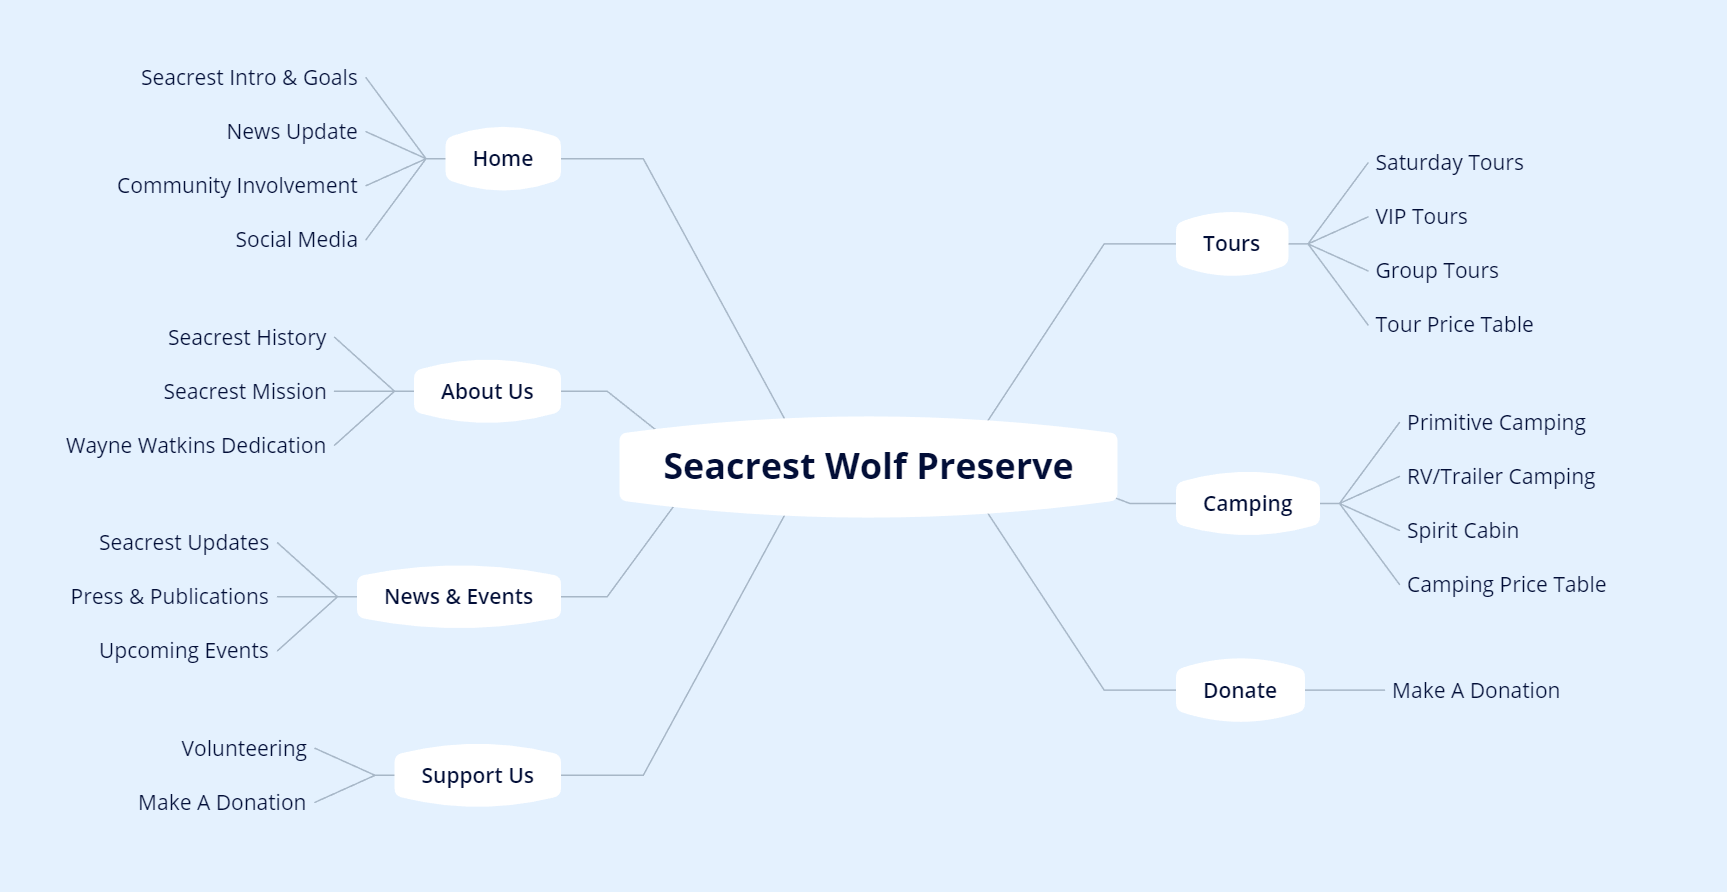 Seacrest Wolf Preserve
Home
Seacrest Intro & Goals
News Update
Community Involvement
Social Media
About Us
Seacrest History
Seacrest Mission
Wayne Watkins Dedication
News & Events
Seacrest Updates
Press & Publications
Upcoming Events
Support Us
Volunteering
Make A Donation
Tours
Saturday Tours
VIP Tours
Group Tours
Tour Price Table
Camping
Primitive Camping
RV/Trailer Camping
Spirit Cabin
Camping Price Table
Donate
Make A Donation